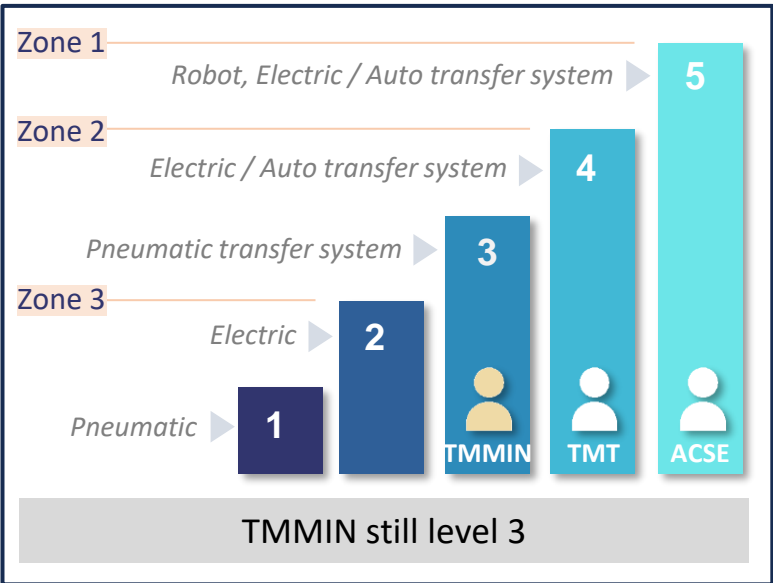 Zone 1
Robot, Electric / Auto transfer system
5
Zone 2
Electric / Auto transfer system
4
Pneumatic transfer system
3
Zone 3
Electric
2
Pneumatic
1
TMMIN
TMT
ACSE
TMMIN still level 3